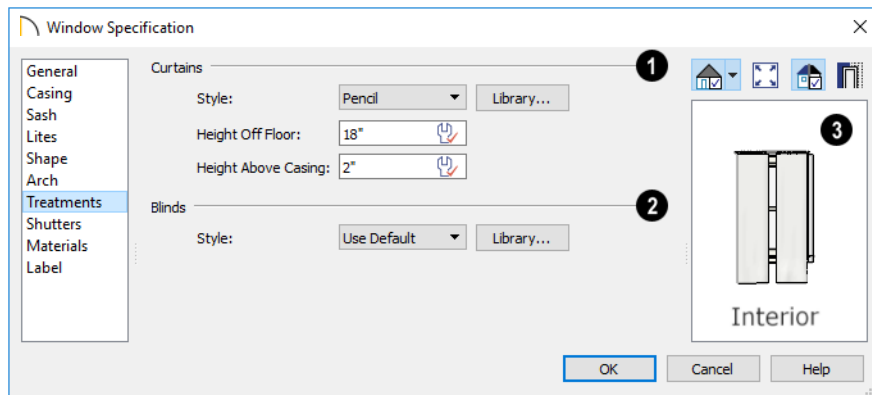 Window Specification
General
Casing
Sash
Lites
Shape
Arch
Treatments
Shutters
Materials
Label
Curtains
1
Style:
Pencil
Library...
Height Off Floor:
18"
Height Above Casing:
2"
Blinds
2
Style:
Use Default
Library...
3
Interior
OK
Cancel
Help